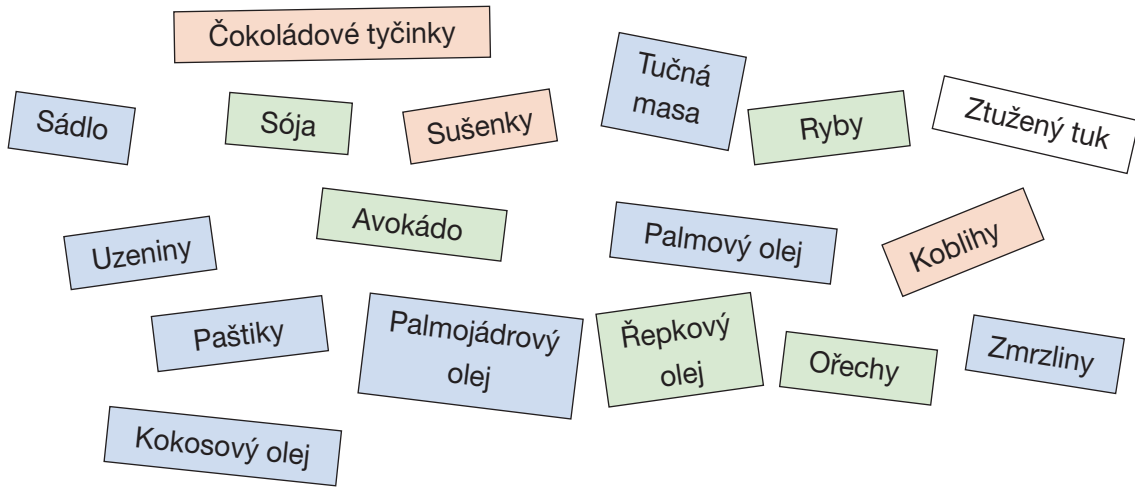 Čokoládové tyčinky
Tučná
masa
Sádlo
Sója
Sušenky
Ryby
Ztužený tuk
Uzeniny
Avokádo
Palmový olej
Koblihy
Paštiky
Palmojádrový
olej
Řepkový
olej
Ořechy
Zmrzliny
Kokosový olej